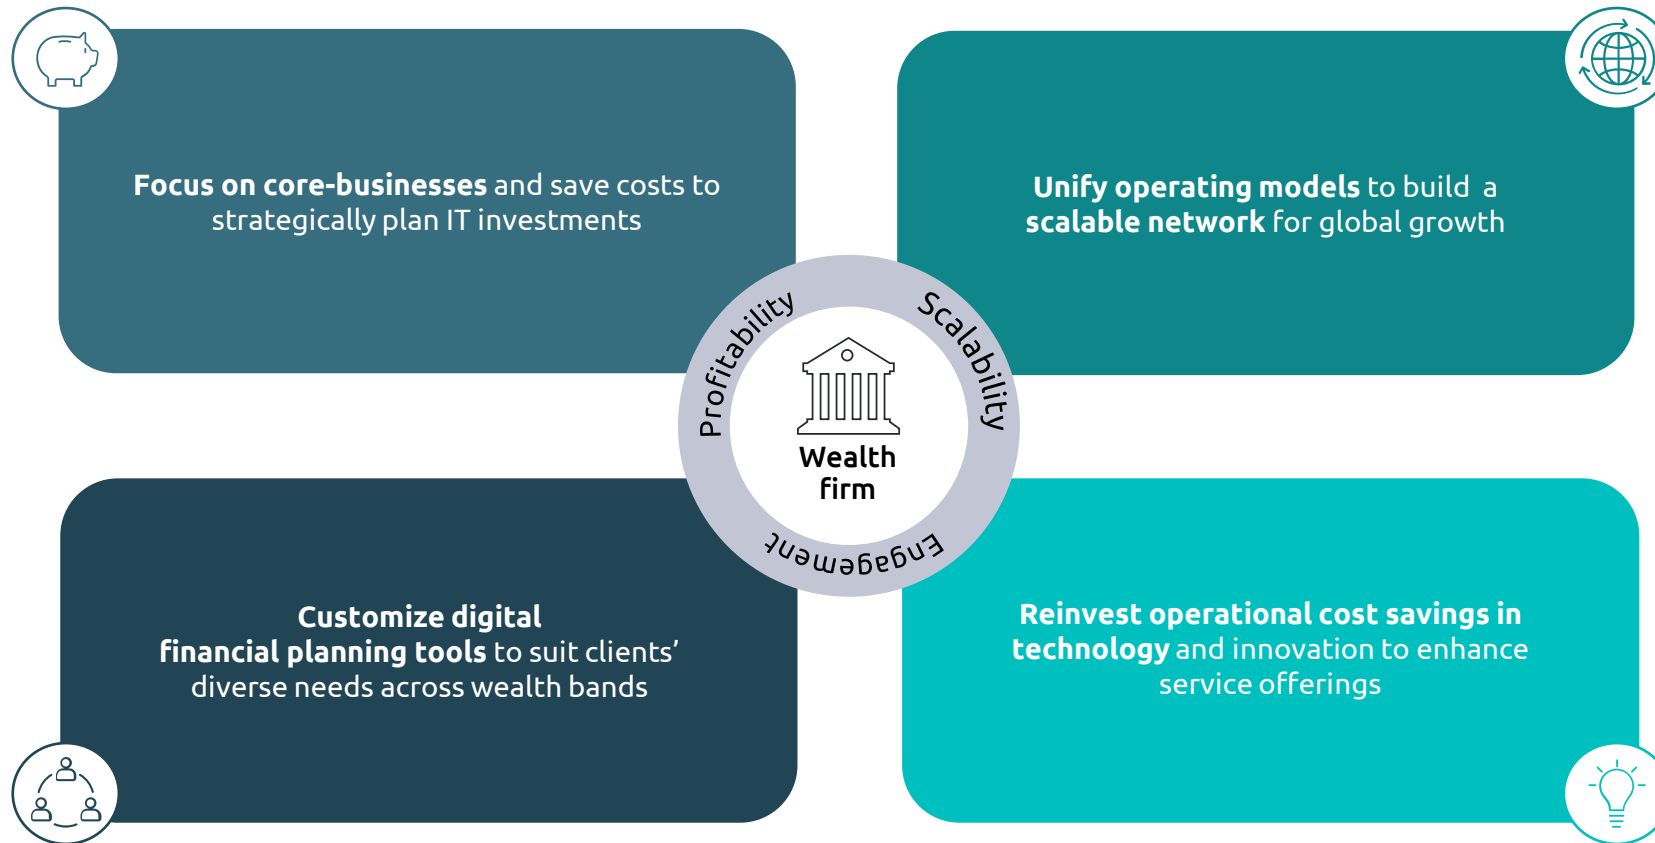 Focus on core-businesses and save costs to
strategically plan IT investments
Unify operating models to build a
scalable network for global growth
Profitability
Scalability
Engagement
Wealth
firm
Customize digital
financial planning tools to suit clients’
diverse needs across wealth bands
Reinvest operational cost savings in
technology and innovation to enhance
service offerings